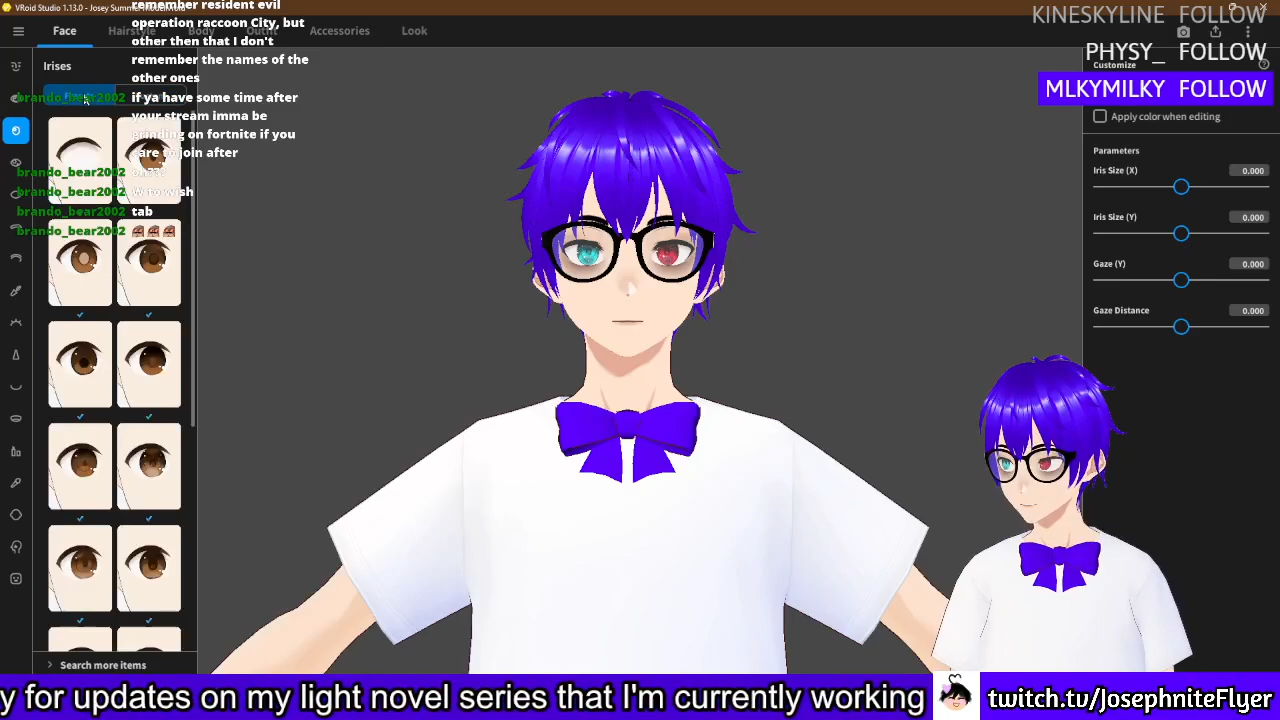 VRoid Studio 1.13.0 - Josey Summer
remember resident evil
operation raccoon City, but
other then that I don't
remember the names of the
other ones
KINESKYLINE FOLLOW
PHYSY_ FOLLOW
MLKYMILKY FOLLOW
Face
Hairstyle
Body
Outfit
Accessories
Look
Irises
Customize
brando_bear2002 if ya have some time after
your stream imma be
grinding on fortnite if you
care to join after
brando_bear2002
brando_bear2002 W to wish
brando_bear2002 tab
brando_bear2002
Apply color when editing
Parameters
Iris Size (X) 0.000
Iris Size (Y) 0.000
Gaze (Y) 0.000
Gaze Distance 0.000
Search more items
y for updates on my light novel series that I'm currently working
twitch.tv/JosephniteFlyer